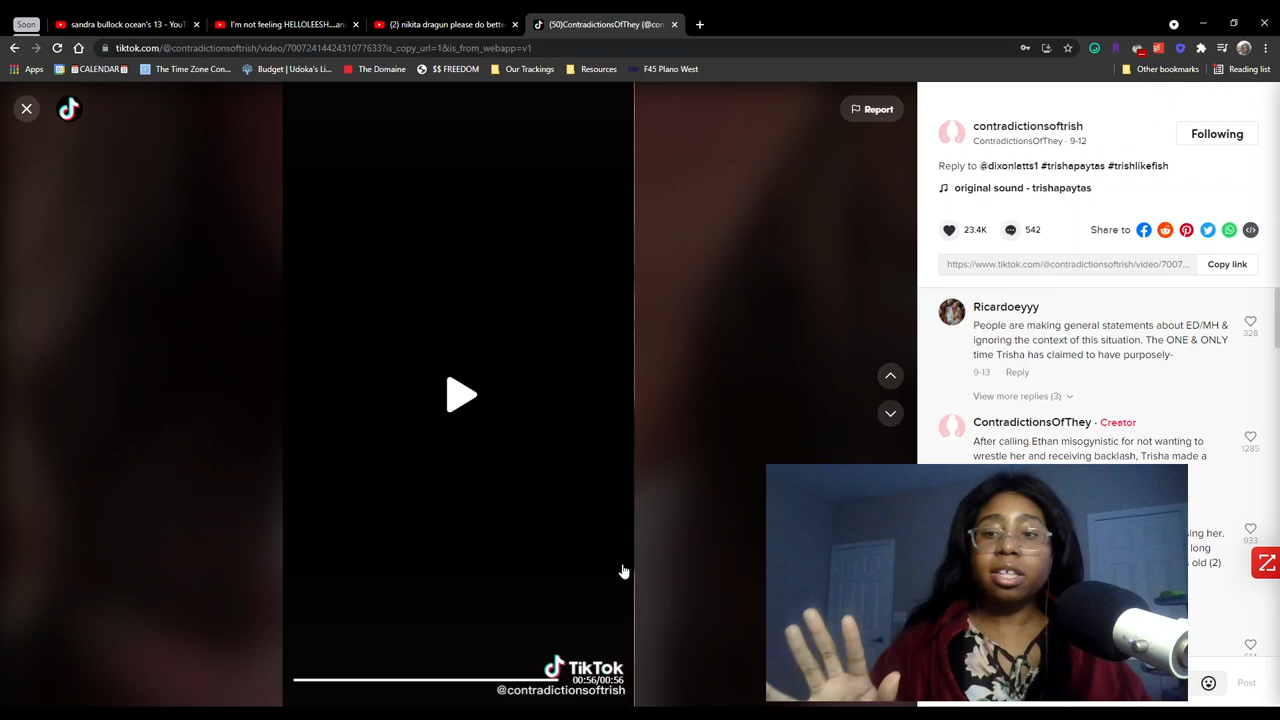 Soon
sandra bullock ocean's 13 - YouT
I'm not feeling HELLOLEESH....an
(2) nikita dragun please do better
(50)ContradictionsOfThey (@con
tiktok.com/@contradictionsoftrish/video/7007241442431077633?is_copy_url=1&is_from_webapp=v1
Apps
[2] CALENDAR[2]
The Time Zone Con...
Budget | Udoka's Li...
The Domaine
$$ FREEDOM
Our Trackings
Resources
F45 Plano West
Other bookmarks
Reading list
Report
contradictionsoftrish
ContradictionsOfThey · 9-12
Following
Reply to @dixonlatts1 #trishapaytas #trishlikefish
original sound - trishapaytas
23.4K
542
Share to
https://www.tiktok.com/@contradictionsoftrish/video/7007...
Copy link
Ricardoeyyy
People are making general statements about ED/MH &
ignoring the context of this situation. The ONE & ONLY
time Trisha has claimed to have purposely-
328
9-13 Reply
View more replies (3)
ContradictionsOfThey · Creator
After calling Ethan misogynistic for not wanting to
wrestle her and receiving backlash, Trisha made a
1285
sing her.
long
s old (2)
933
TikTok
00:56/00:56
@contradictionsoftrish
Post